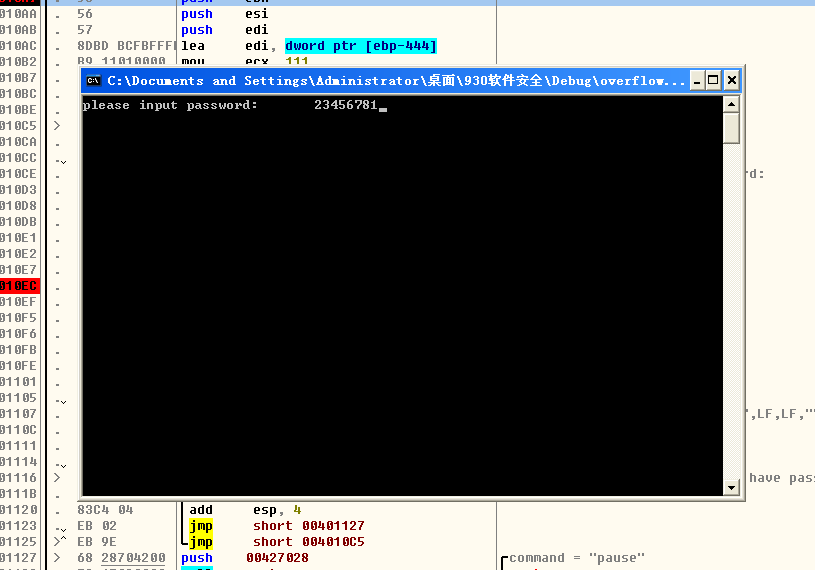 010AA . 56 push esi
010AB . 57 push edi
010AC . 8DBD BCFBFFFF lea edi, dword ptr [ebp-444]
010B2 . B9 11010000 mov ecx, 111
010B7 .
C:\Documents and Settings\Administrator\桌面\930软件安全\Debug\overflow...
010BC .
please input password: 23456781_
010BE .
010C5 >
010CA .
010CC .
010CE . rd:
010D3 .
010D8 .
010DB .
010E1 .
010E2 .
010E7 .
010EC .
010EF .
010F5 .
010F6 .
010FB .
010FE .
01101 .
01105 .
01107 . ",LF,LF,""
0110C .
01111 .
01114 .
01116 > have pass
0111B .
01120 . 83C4 04 add esp, 4
01123 . EB 02 jmp short 00401127
01125 > EB 9E jmp short 004010C5
01127 > 68 28704200 push 00427028 command = "pause"